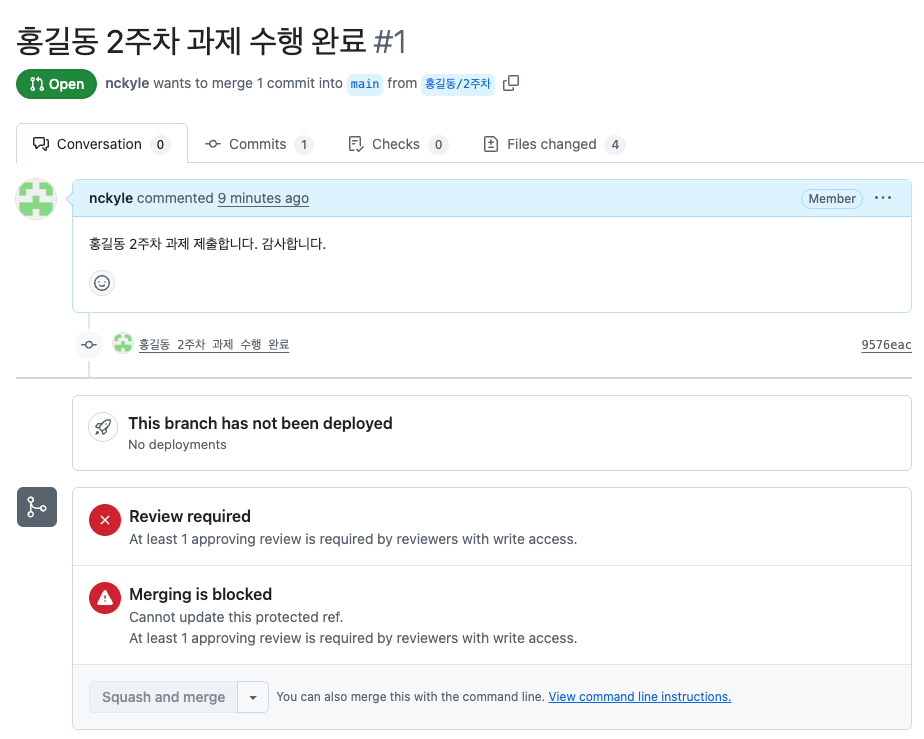 홍길동 2주차 과제 수행 완료 #1
Open nckyle wants to merge 1 commit into main from 홍길동/2주차
Conversation 0 Commits 1 Checks 0 Files changed 4
nckyle commented 9 minutes ago Member
홍길동 2주차 과제 제출합니다. 감사합니다.
홍길동 2주차 과제 수행 완료 9576eac
This branch has not been deployed
No deployments
Review required
At least 1 approving review is required by reviewers with write access.
Merging is blocked
Cannot update this protected ref.
At least 1 approving review is required by reviewers with write access.
Squash and merge You can also merge this with the command line. View command line instructions.